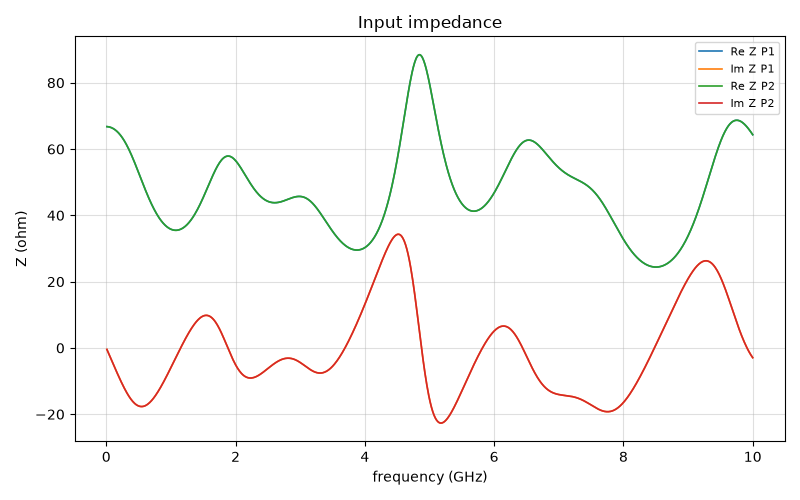 Input impedance
Re Z P1
Im Z P1
Re Z P2
Im Z P2
80
60
40
20
0
−20
Z (ohm)
0 2 4 6 8 10
frequency (GHz)